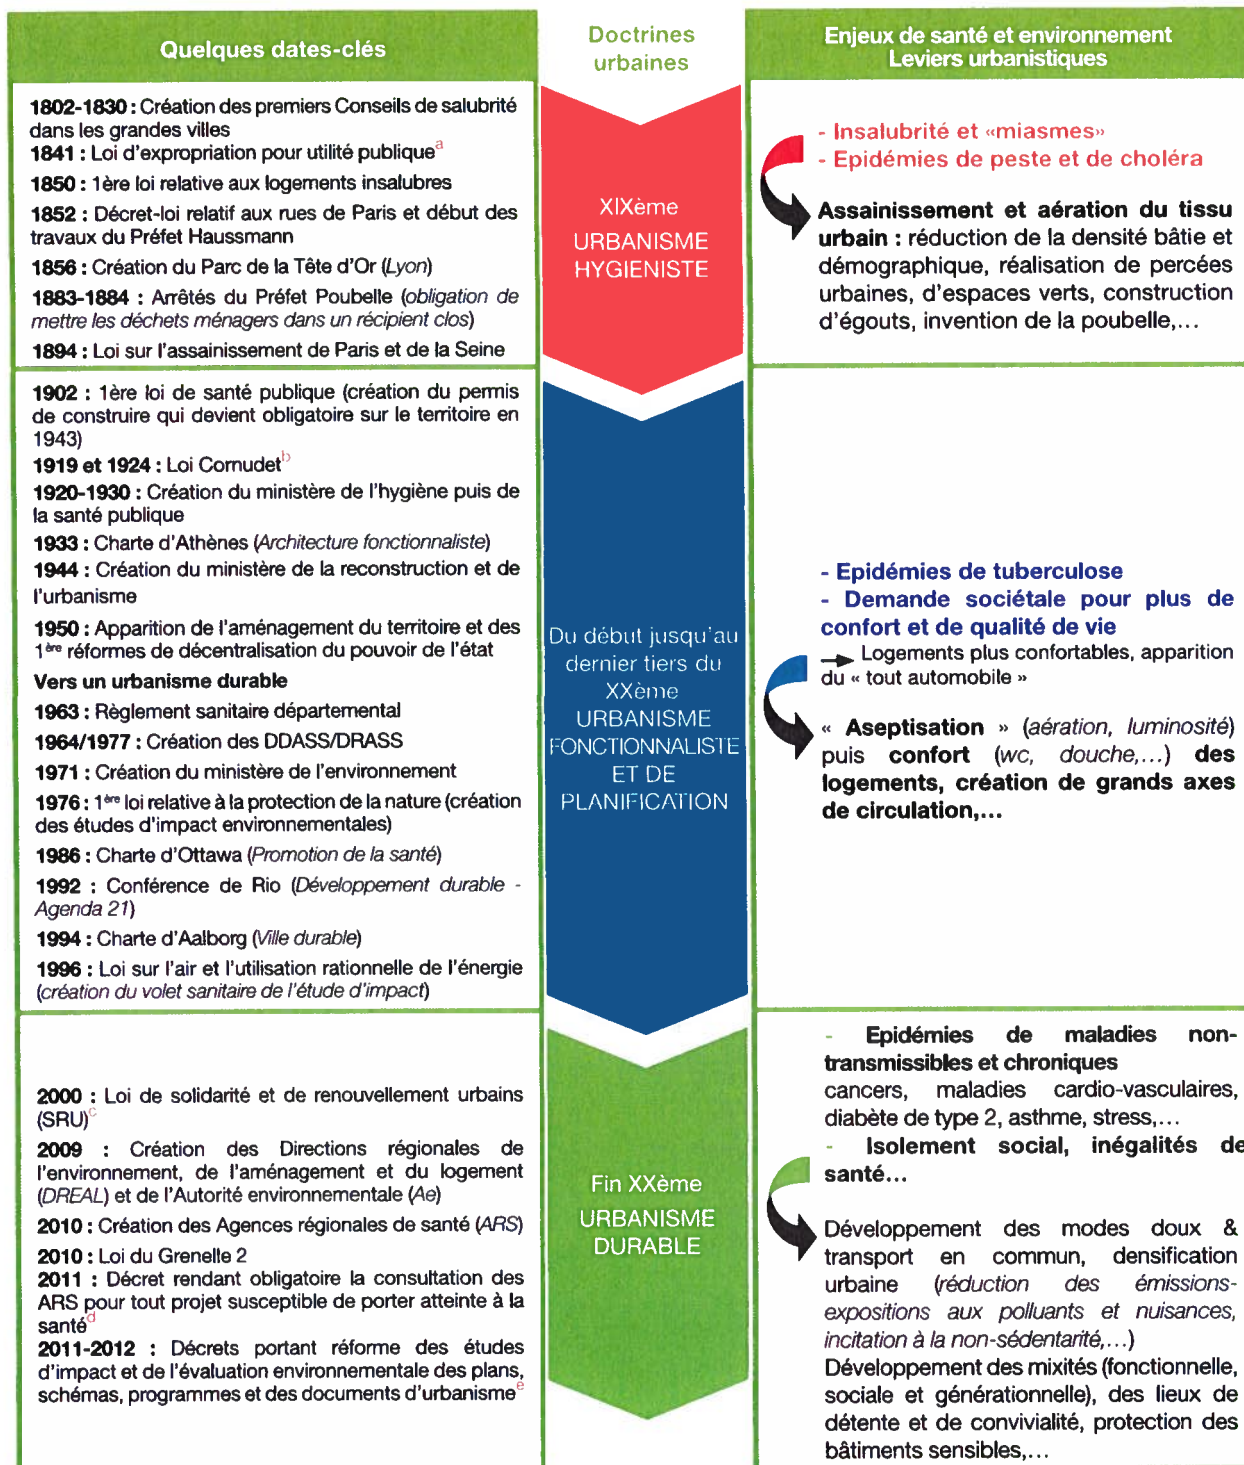 Quelques dates-clés
Doctrines
urbaines
Enjeux de santé et environnement
Leviers urbanistiques
1802-1830 : Création des premiers Conseils de salubrité
dans les grandes villes
1841 : Loi d'expropriation pour utilité publique a
1850 : 1ère loi relative aux logements insalubres
1852 : Décret-loi relatif aux rues de Paris et début des
travaux du Préfet Haussmann
1856 : Création du Parc de la Tête d'Or (Lyon)
1883-1884 : Arrêtés du Préfet Poubelle (obligation de
mettre les déchets ménagers dans un récipient clos)
1894 : Loi sur l'assainissement de Paris et de la Seine
XIXème
URBANISME
HYGIENISTE
- Insalubrité et «miasmes»
- Epidémies de peste et de choléra
Assainissement et aération du tissu
urbain : réduction de la densité bâtie et
démographique, réalisation de percées
urbaines, d'espaces verts, construction
d'égouts, invention de la poubelle,...
1902 : 1ère loi de santé publique (création du permis
de construire qui devient obligatoire sur le territoire en
1943)
1919 et 1924 : Loi Cornudet b
1920-1930 : Création du ministère de l'hygiène puis de
la santé publique
1933 : Charte d'Athènes (Architecture fonctionnaliste)
1944 : Création du ministère de la reconstruction et de
l'urbanisme
1950 : Apparition de l'aménagement du territoire et des
1ère réformes de décentralisation du pouvoir de l'état
Vers un urbanisme durable
1963 : Règlement sanitaire départemental
1964/1977 : Création des DDASS/DRASS
1971 : Création du ministère de l'environnement
1976 : 1ère loi relative à la protection de la nature (création
des études d'impact environnementales)
1986 : Charte d'Ottawa (Promotion de la santé)
1992 : Conférence de Rio (Développement durable -
Agenda 21)
1994 : Charte d'Aalborg (Ville durable)
1996 : Loi sur l'air et l'utilisation rationnelle de l'énergie
(création du volet sanitaire de l'étude d'impact)
Du début jusqu'au
dernier tiers du
XXème
URBANISME
FONCTIONNALISTE
ET DE
PLANIFICATION
- Epidémies de tuberculose
- Demande sociétale pour plus de
confort et de qualité de vie
→ Logements plus confortables, apparition
du « tout automobile »
« Aseptisation » (aération, luminosité)
puis confort (wc, douche,...) des
logements, création de grands axes
de circulation,...
2000 : Loi de solidarité et de renouvellement urbains
(SRU) c
2009 : Création des Directions régionales de
l'environnement, de l'aménagement et du logement
(DREAL) et de l'Autorité environnementale (Ae)
2010 : Création des Agences régionales de santé (ARS)
2010 : Loi du Grenelle 2
2011 : Décret rendant obligatoire la consultation des
ARS pour tout projet susceptible de porter atteinte à la
santé d
2011-2012 : Décrets portant réforme des études
d'impact et de l'évaluation environnementale des plans,
schémas, programmes et des documents d'urbanisme e
Fin XXème
URBANISME
DURABLE
- Epidémies de maladies non-
transmissibles et chroniques
cancers, maladies cardio-vasculaires,
diabète de type 2, asthme, stress,...
- Isolement social, inégalités de
santé...
Développement des modes doux &
transport en commun, densification
urbaine (réduction des émissions-
expositions aux polluants et nuisances,
incitation à la non-sédentarité,...)
Développement des mixités (fonctionnelle,
sociale et générationnelle), des lieux de
détente et de convivialité, protection des
bâtiments sensibles,...